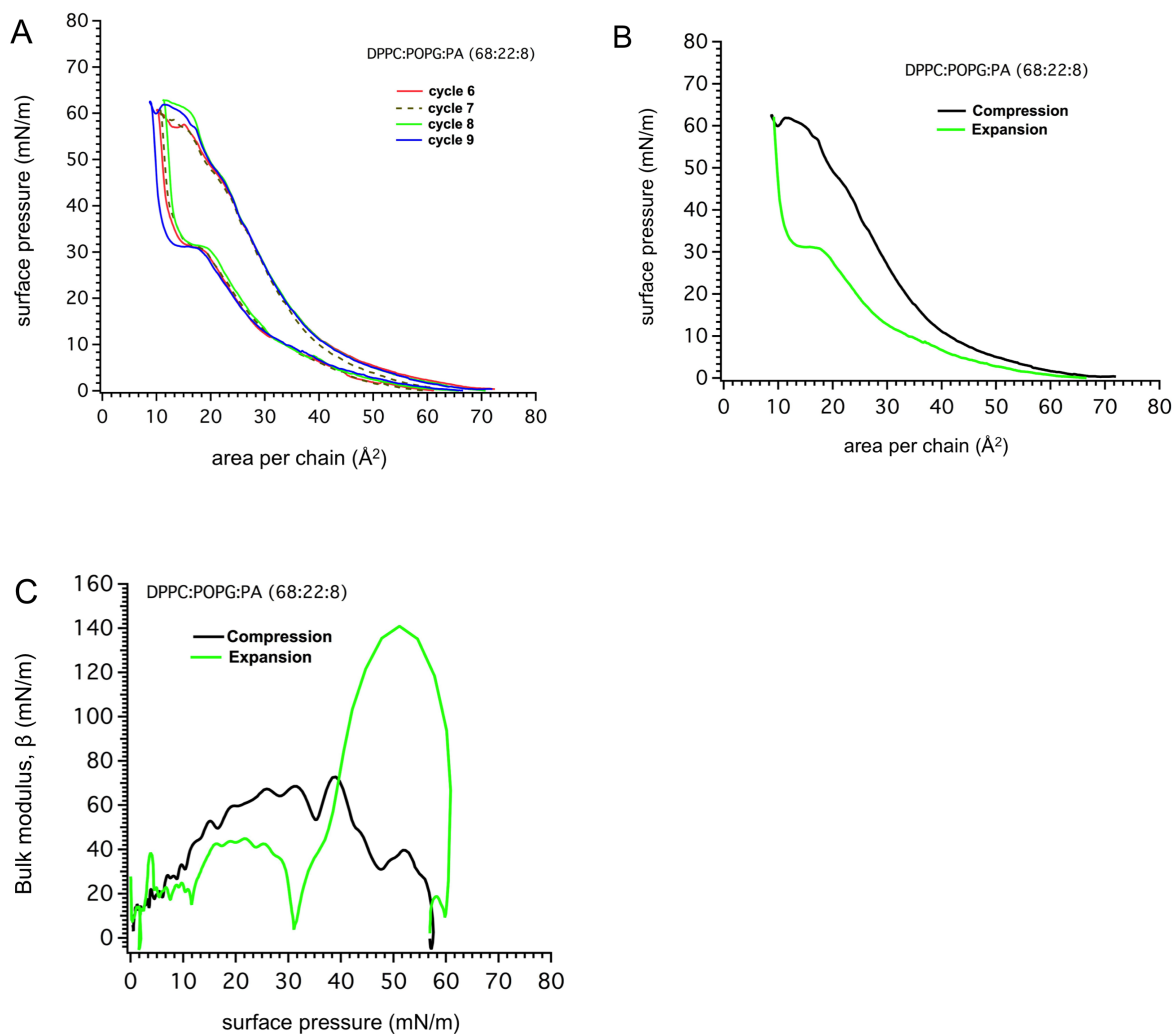 A
DPPC:POPG:PA (68:22:8)
cycle 6
cycle 7
cycle 8
cycle 9
surface pressure (mN/m)
80
70
60
50
40
30
20
10
0
0 10 20 30 40 50 60 70 80
area per chain (Å²)
B
DPPC:POPG:PA (68:22:8)
Compression
Expansion
surface pressure (mN/m)
80
70
60
50
40
30
20
10
0
0 10 20 30 40 50 60 70 80
area per chain (Å²)
C
DPPC:POPG:PA (68:22:8)
Compression
Expansion
Bulk modulus, β (mN/m)
160
140
120
100
80
60
40
20
0
0 10 20 30 40 50 60 70 80
surface pressure (mN/m)